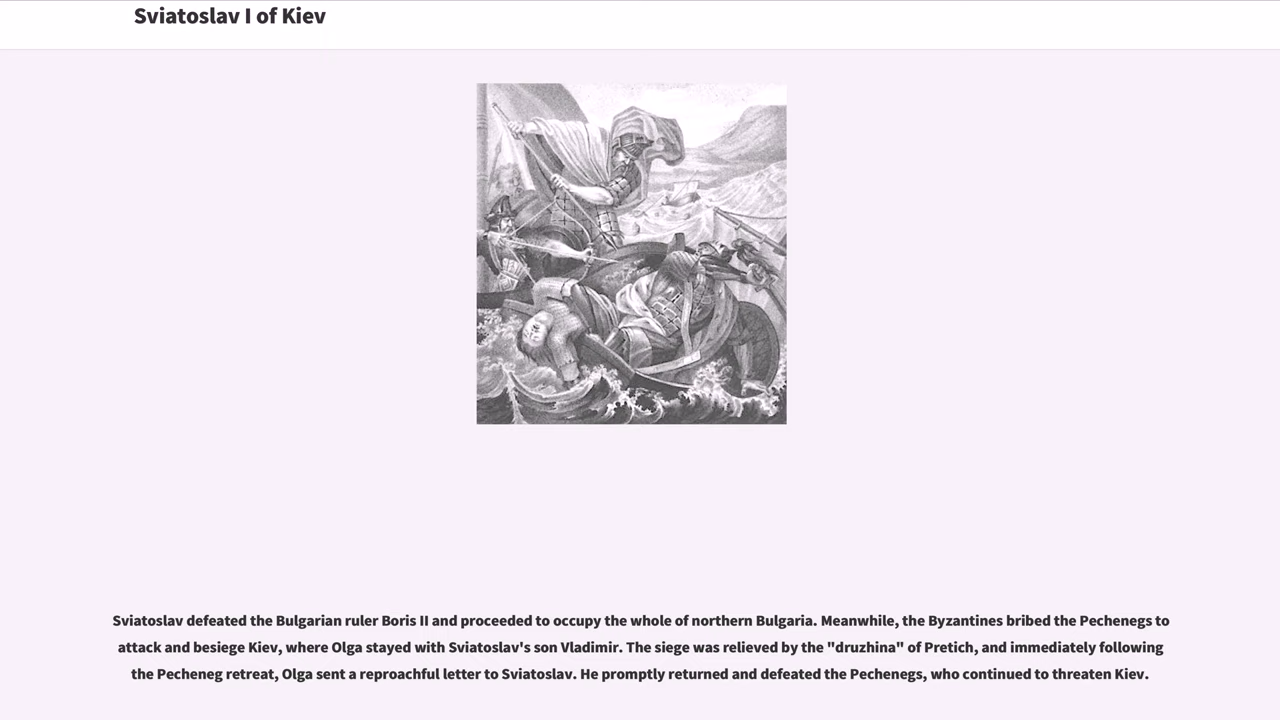 Sviatoslav I of Kiev
Sviatoslav defeated the Bulgarian ruler Boris II and proceeded to occupy the whole of northern Bulgaria. Meanwhile, the Byzantines bribed the Pechenegs to
attack and besiege Kiev, where Olga stayed with Sviatoslav's son Vladimir. The siege was relieved by the "druzhina" of Pretich, and immediately following
the Pecheneg retreat, Olga sent a reproachful letter to Sviatoslav. He promptly returned and defeated the Pechenegs, who continued to threaten Kiev.